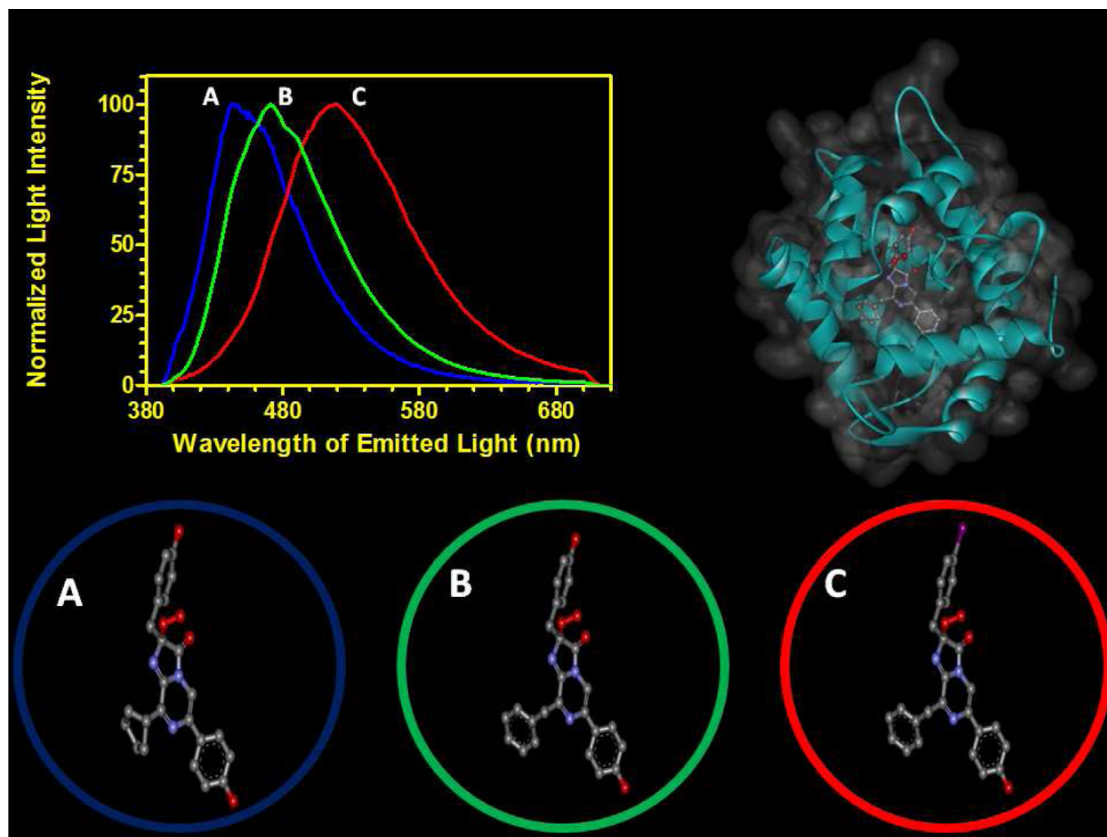 A B C
100
75
50
25
0
380 480 580 680
Normalized Light Intensity
Wavelength of Emitted Light (nm)
A
B
C